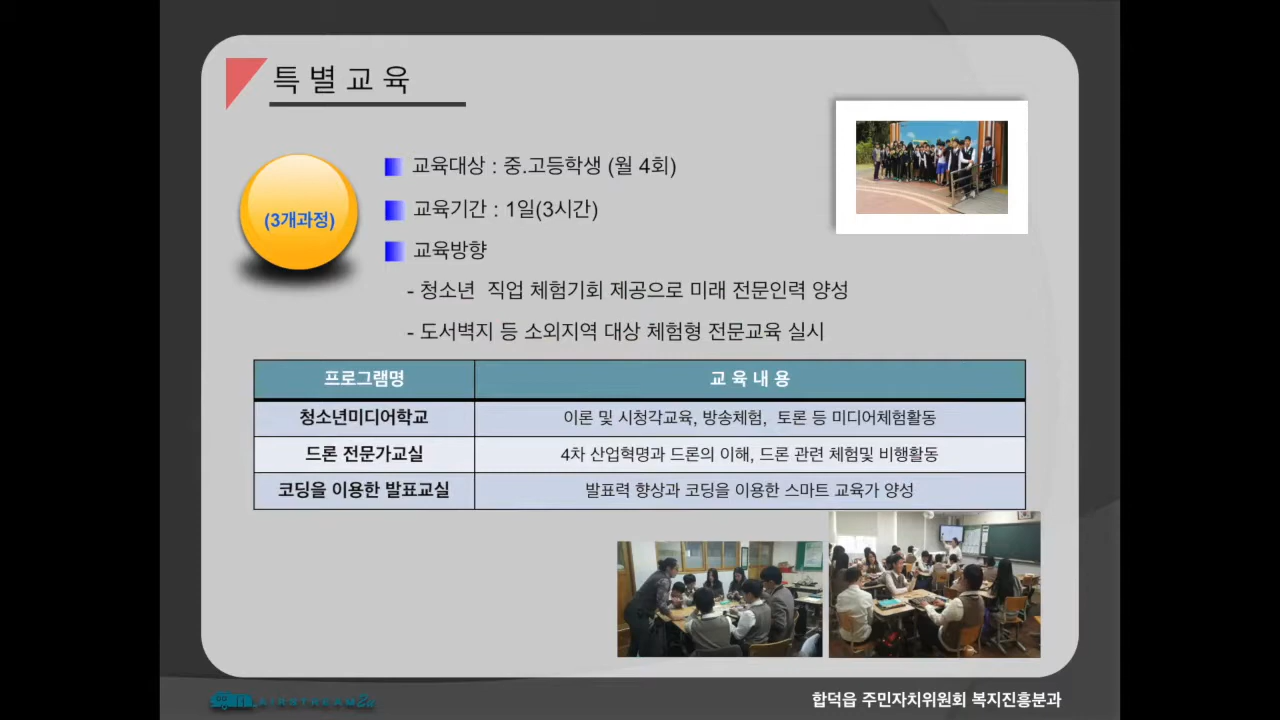 특 별 교 육
(3개과정)
교육대상 : 중.고등학생 (월 4회)
교육기간 : 1일(3시간)
교육방향
- 청소년 직업 체험기회 제공으로 미래 전문인력 양성
- 도서벽지 등 소외지역 대상 체험형 전문교육 실시
프로그램명 교 육 내 용
청소년미디어학교 이론 및 시청각교육, 방송체험, 토론 등 미디어체험활동
드론 전문가교실 4차 산업혁명과 드론의 이해, 드론 관련 체험및 비행활동
코딩을 이용한 발표교실 발표력 향상과 코딩을 이용한 스마트 교육가 양성
합덕읍 주민자치위원회 복지진흥분과